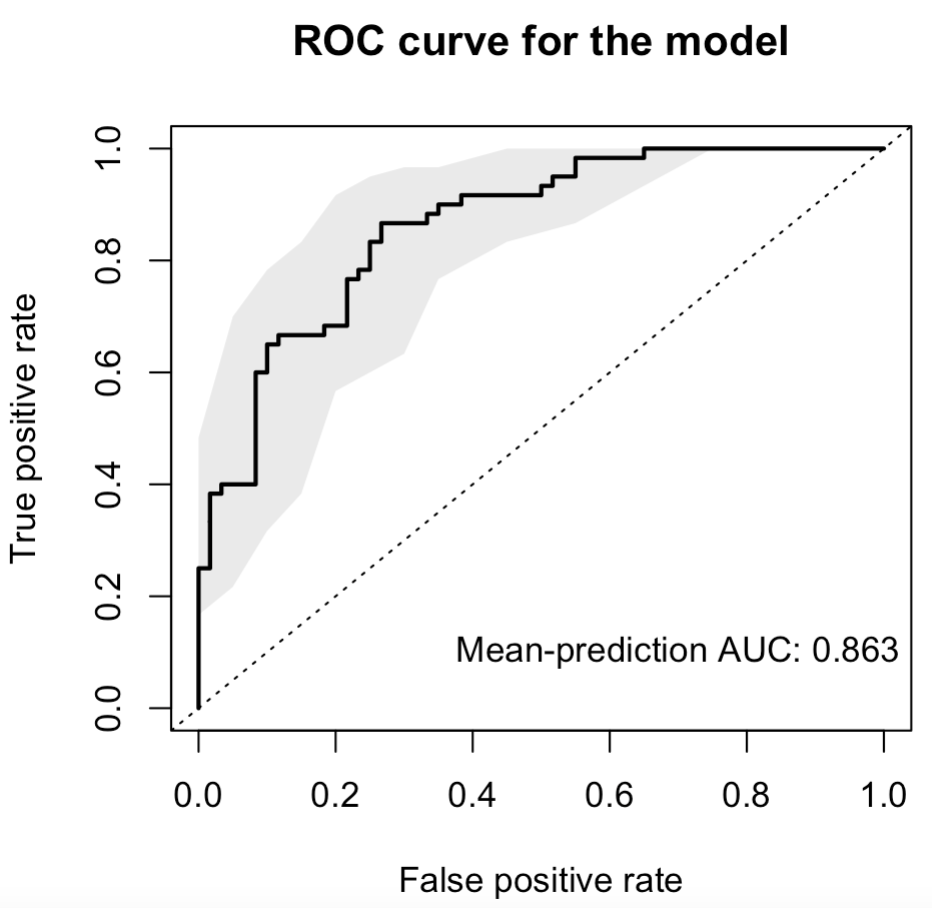 ROC curve for the model
True positive rate
1.0
0.8
0.6
0.4
0.2
0.0
Mean-prediction AUC: 0.863
0.0 0.2 0.4 0.6 0.8 1.0
False positive rate